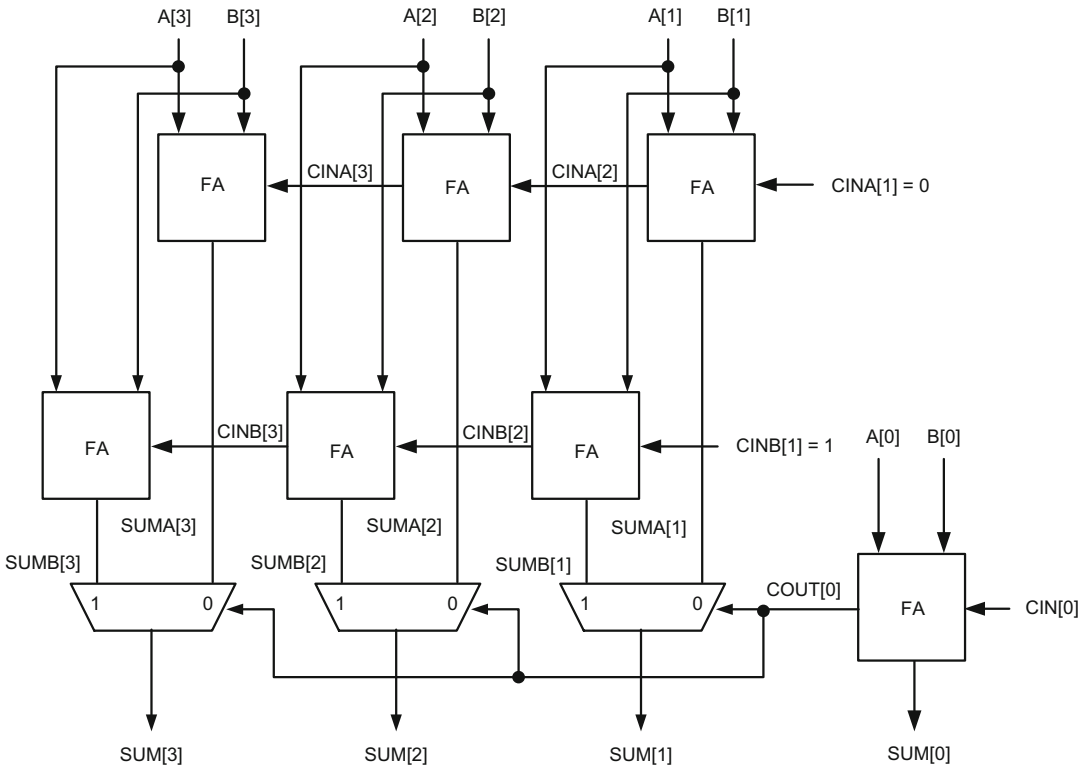 A[3] B[3] A[2] B[2] A[1] B[1]
FA CINA[3] FA CINA[2] FA CINA[1] = 0
FA CINB[3] FA CINB[2] FA CINB[1] = 1
A[0] B[0]
SUMA[3] SUMA[2] SUMA[1]
SUMB[3] SUMB[2] SUMB[1]
1 0 1 0 1 0 COUT[0] FA CIN[0]
SUM[3] SUM[2] SUM[1] SUM[0]